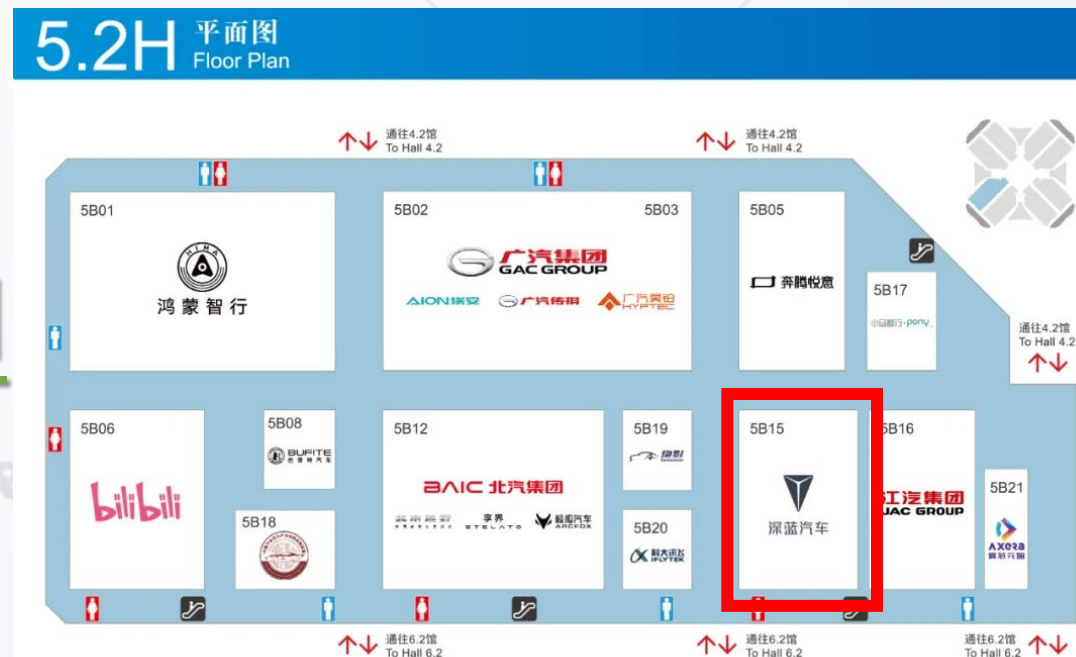 5.2H 平面图
Floor Plan
通往4.2馆
To Hall 4.2
通往4.2馆
To Hall 4.2
5B01
HIMA
鸿蒙智行
5B02
5B03
广汽集团
GAC GROUP
AION埃安
广汽传祺
广汽昊铂
HYPTEC
5B05
奔腾悦意
5B17
小马智行·pony
通往4.2馆
To Hall 4.2
5B06
bilibili
5B08
BUFITE
5B18
5B12
BAIC 北汽集团
享界
STELATO
极狐汽车
ARCFOX
5B19
5B20
科大讯飞
IFLYTEK
5B15
深蓝汽车
5B16
江汽集团
JAC GROUP
5B21
AXERA
通往6.2馆
To Hall 6.2
通往6.2馆
To Hall 6.2
通往6.2馆
To Hall 6.2